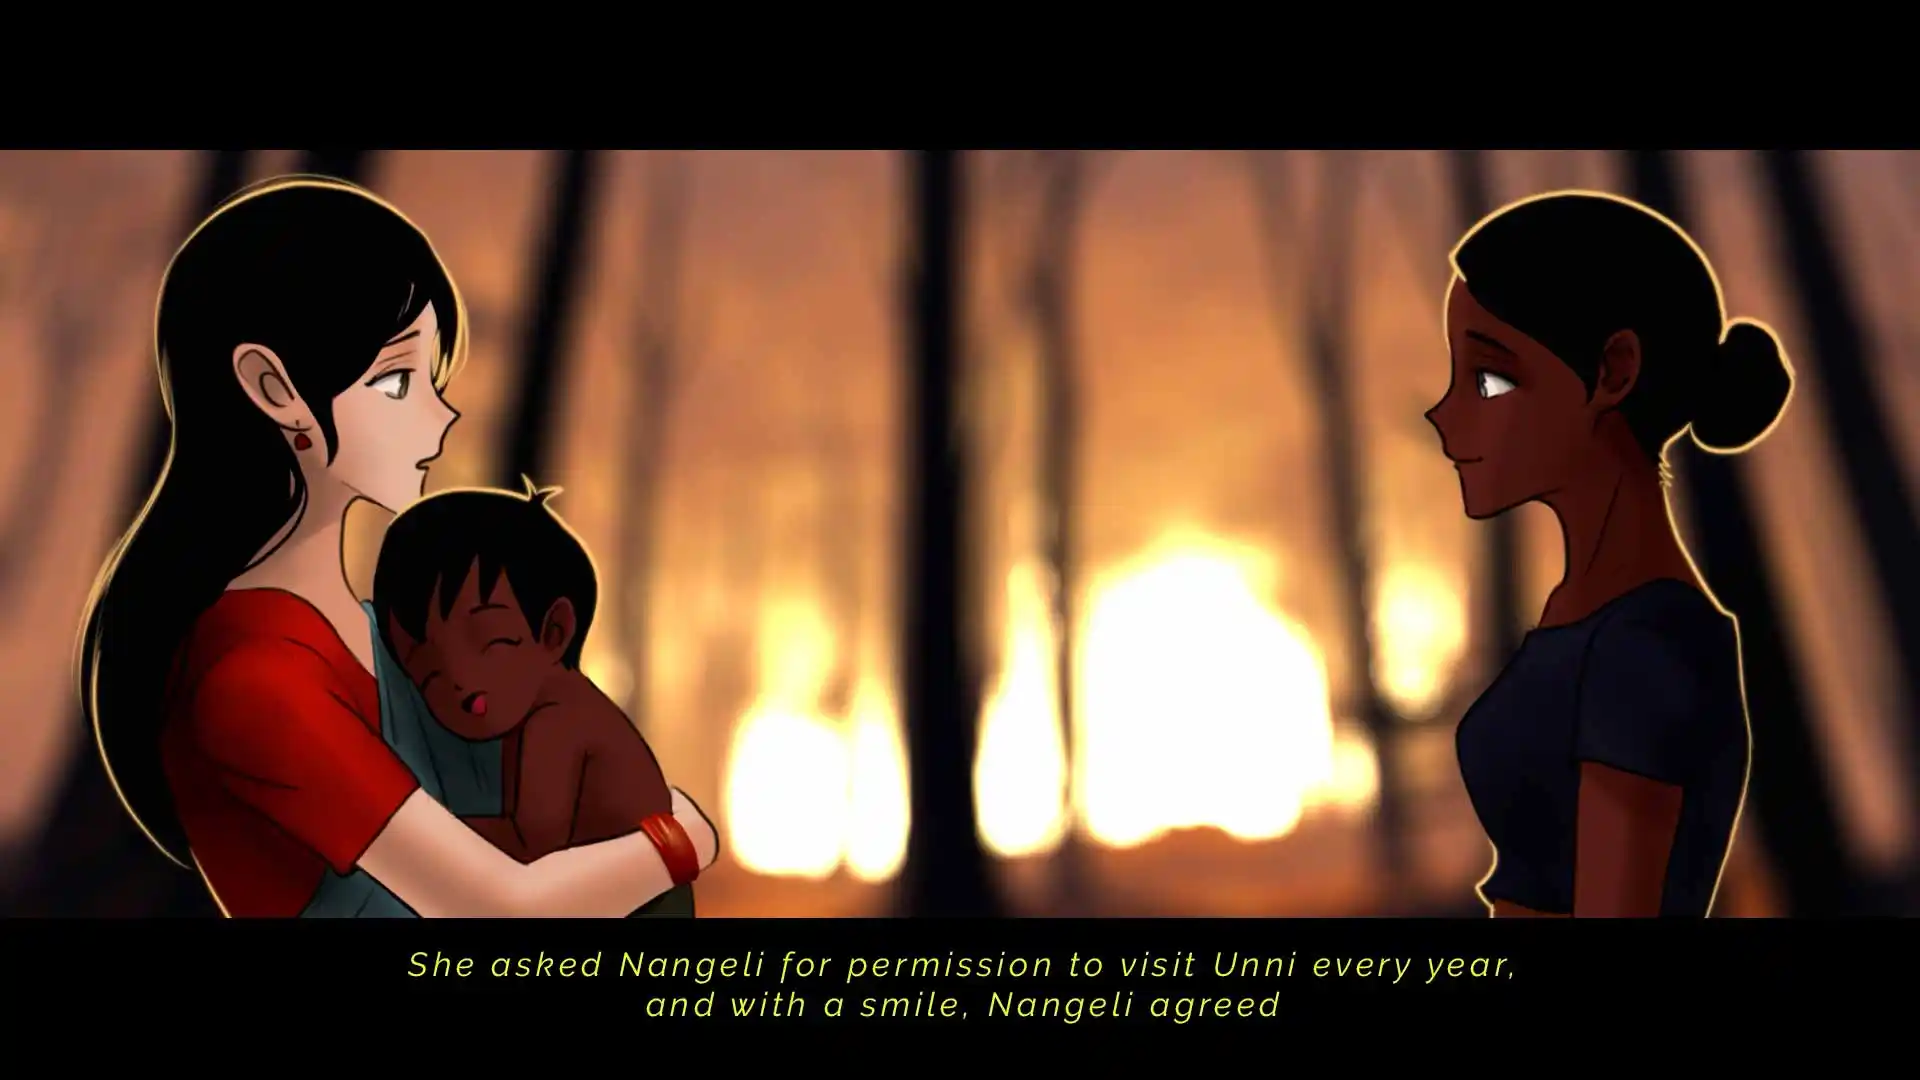 She asked Nangeli for permission to visit Unni every year,
and with a smile, Nangeli agreed